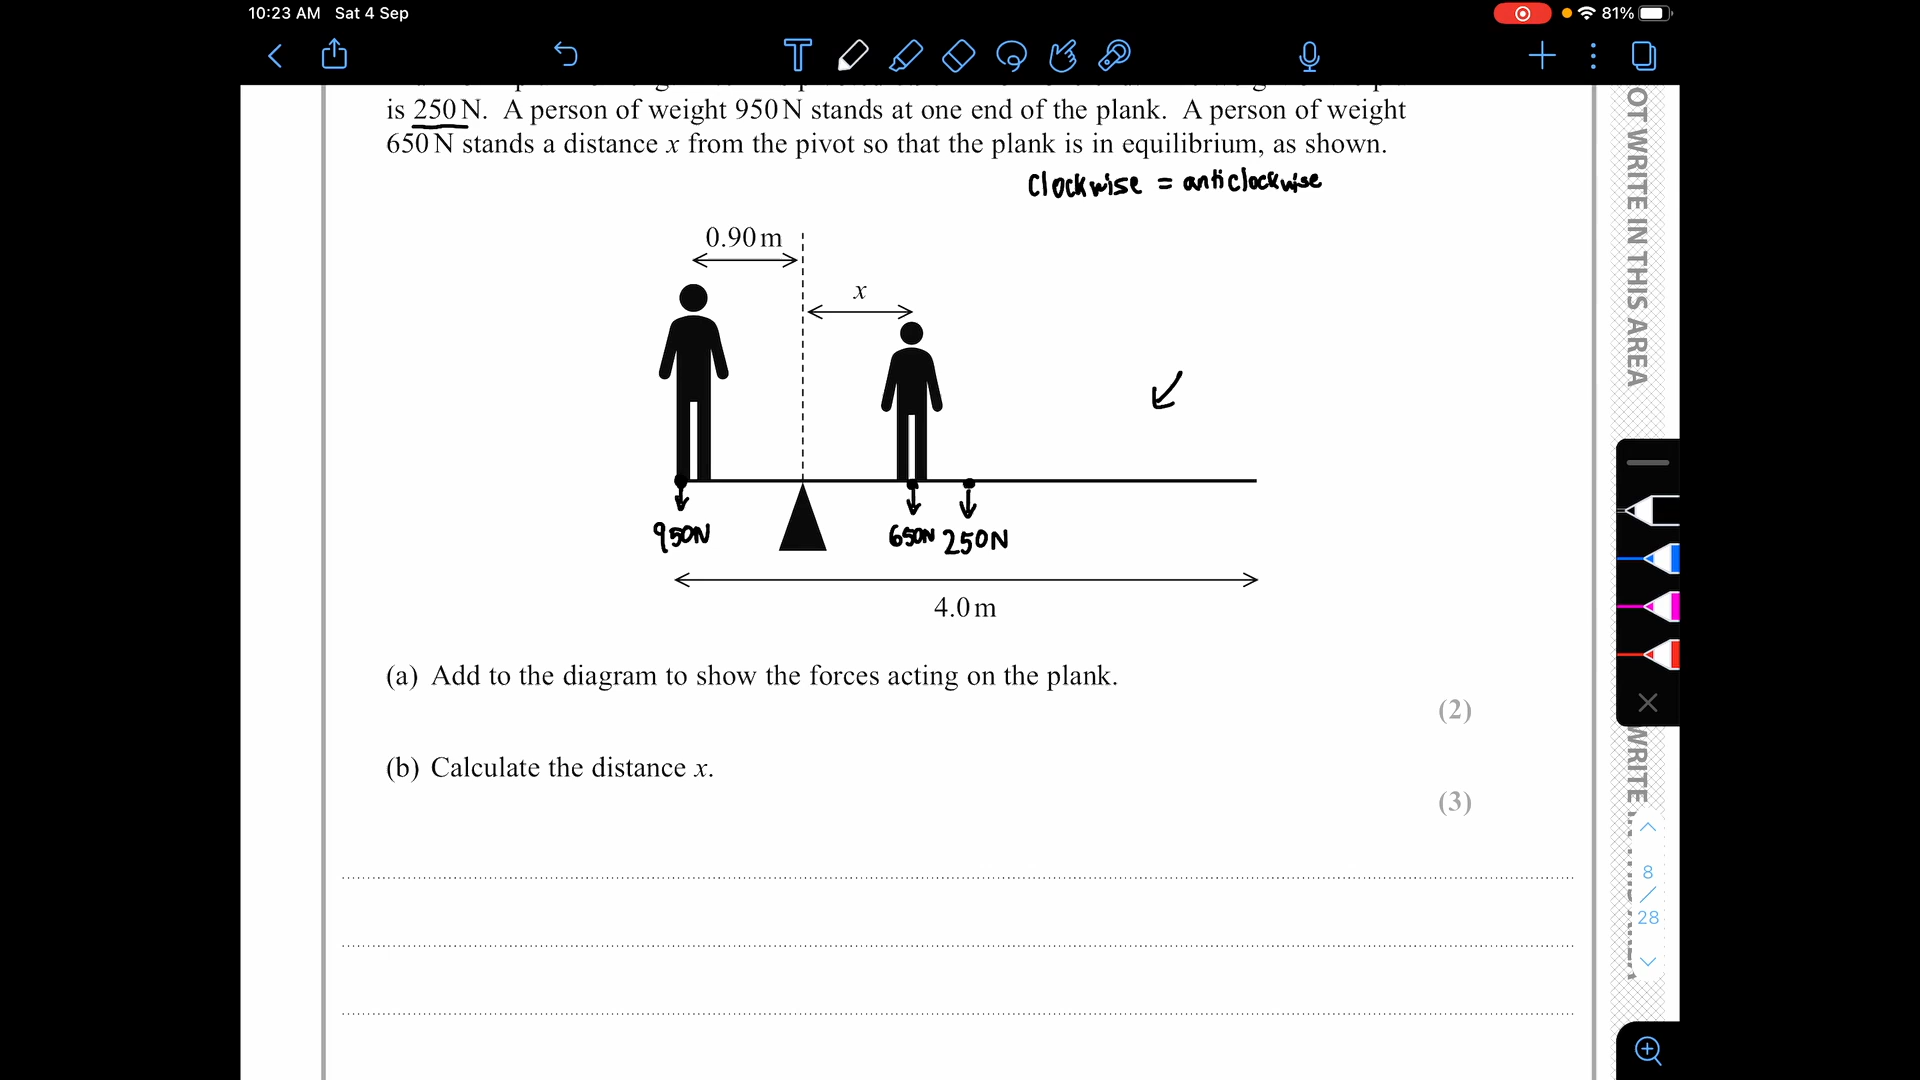 10:23 AM Sat 4 Sep
81%
is 250 N. A person of weight 950 N stands at one end of the plank. A person of weight
650 N stands a distance x from the pivot so that the plank is in equilibrium, as shown.
Clockwise = anticlockwise
0.90 m
x
950N
650N 250N
4.0 m
(a) Add to the diagram to show the forces acting on the plank.
(2)
(b) Calculate the distance x.
(3)
OT WRITE IN THIS AREA
WRITE
8
28